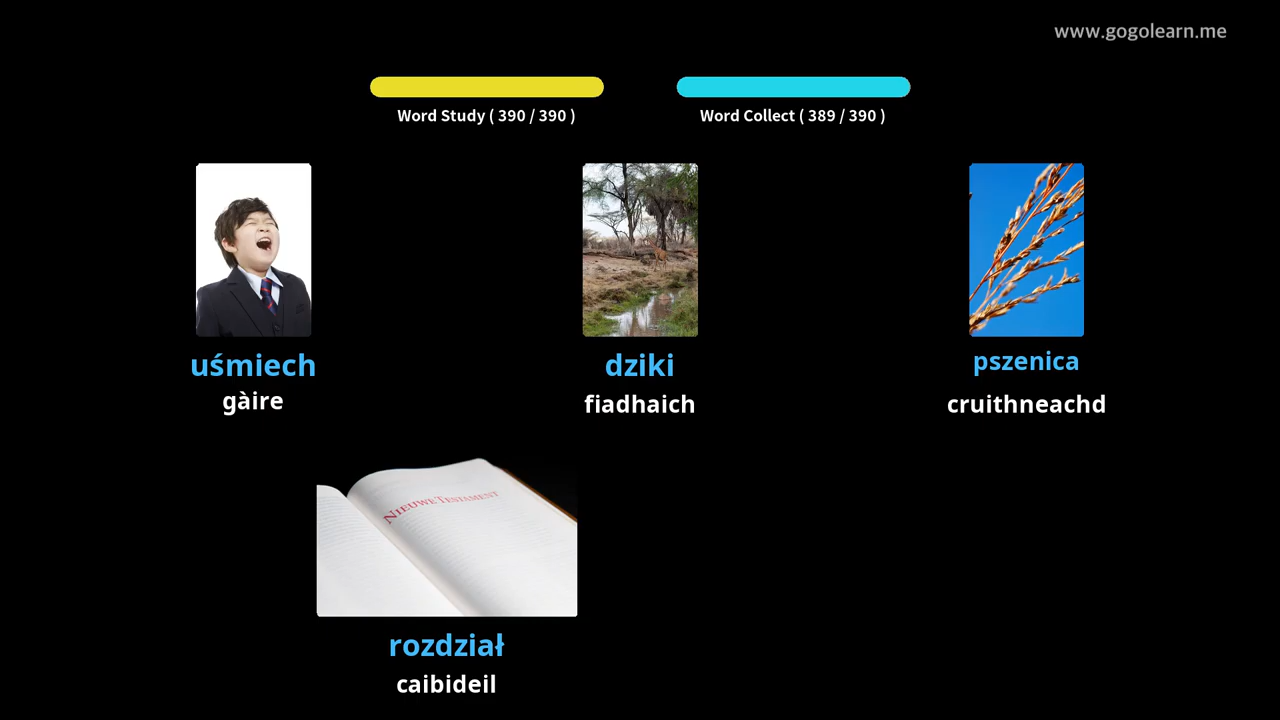 www.gogolearn.me
Word Study ( 390 / 390 )
Word Collect ( 389 / 390 )
uśmiech
gàire
dziki
fiadhaich
pszenica
cruithneachd
NIEUWE TESTAMENT
rozdział
caibideil